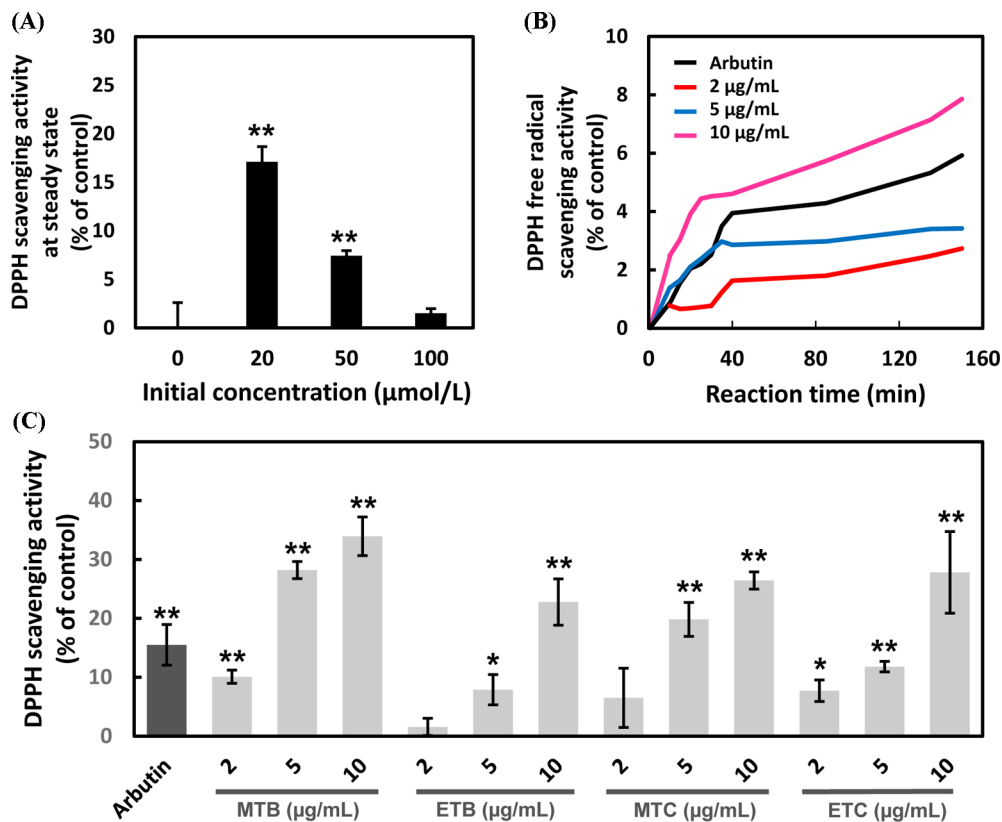 (A)
DPPH scavenging activity
at steady state
(% of control)
30
25
20
15
10
5
0
**
**
0 20 50 100
Initial concentration (μmol/L)
(B)
DPPH free radical
scavenging activity
(% of control)
10
8
6
4
2
0
Arbutin
2 μg/mL
5 μg/mL
10 μg/mL
0 40 80 120 160
Reaction time (min)
(C)
DPPH scavenging activity
(% of control)
50
40
30
20
10
0
**
**
**
**
*
**
**
**
*
**
**
Arbutin 2 5 10 2 5 10 2 5 10 2 5 10
MTB (μg/mL) ETB (μg/mL) MTC (μg/mL) ETC (μg/mL)